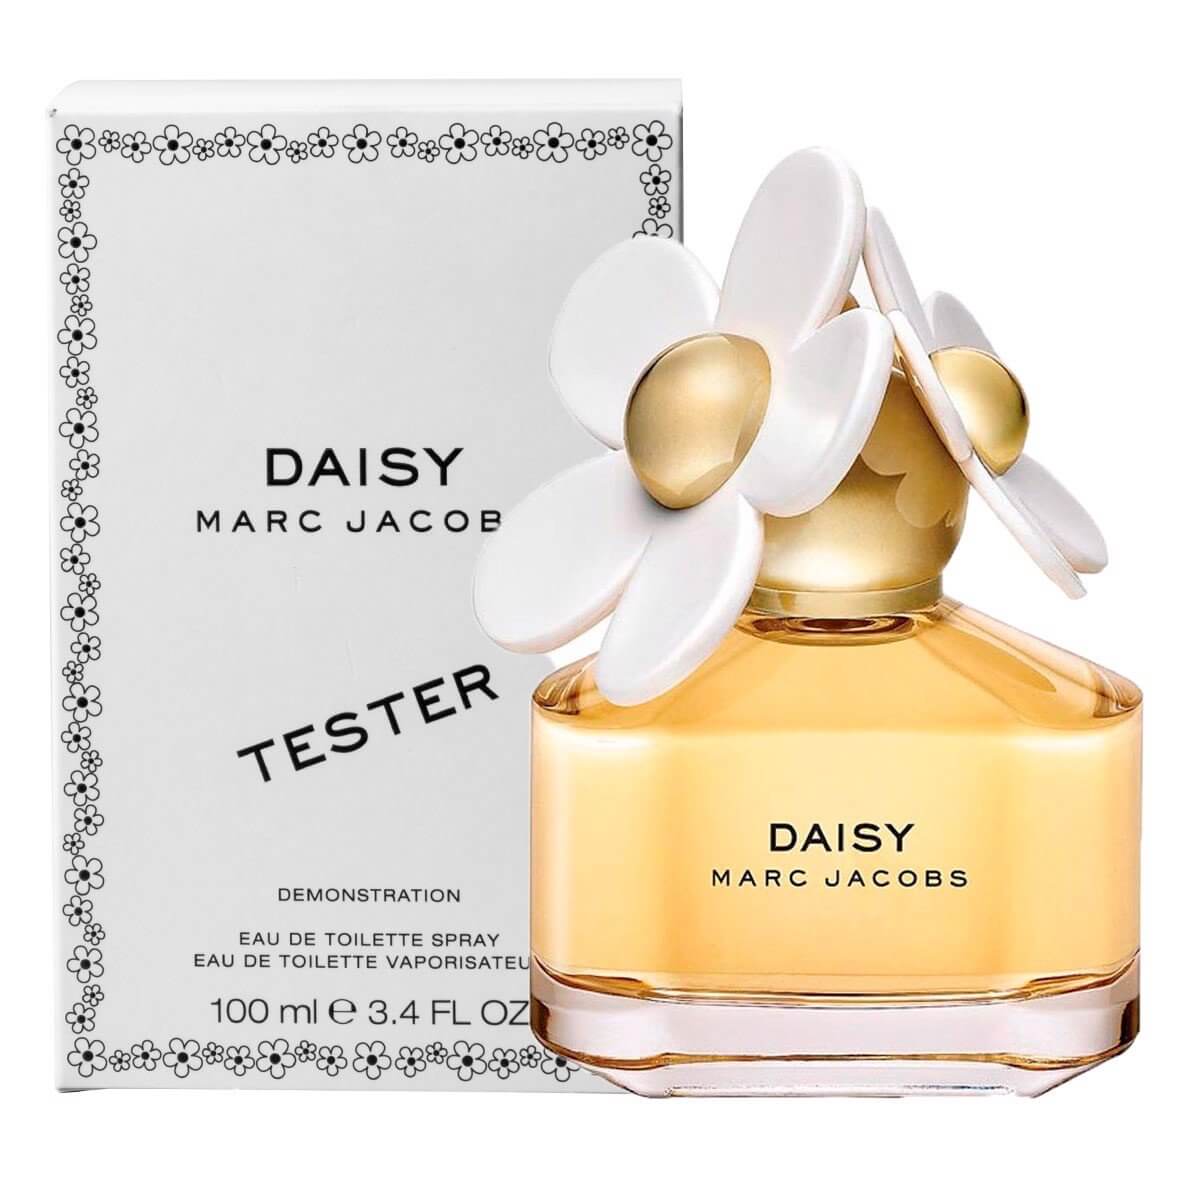 DAISY
MARC JACOB
TESTER
DEMONSTRATION
EAU DE TOILETTE SPRAY
EAU DE TOILETTE VAPORISATEU
100 ml ℮ 3.4 FL OZ
DAISY
MARC JACOBS